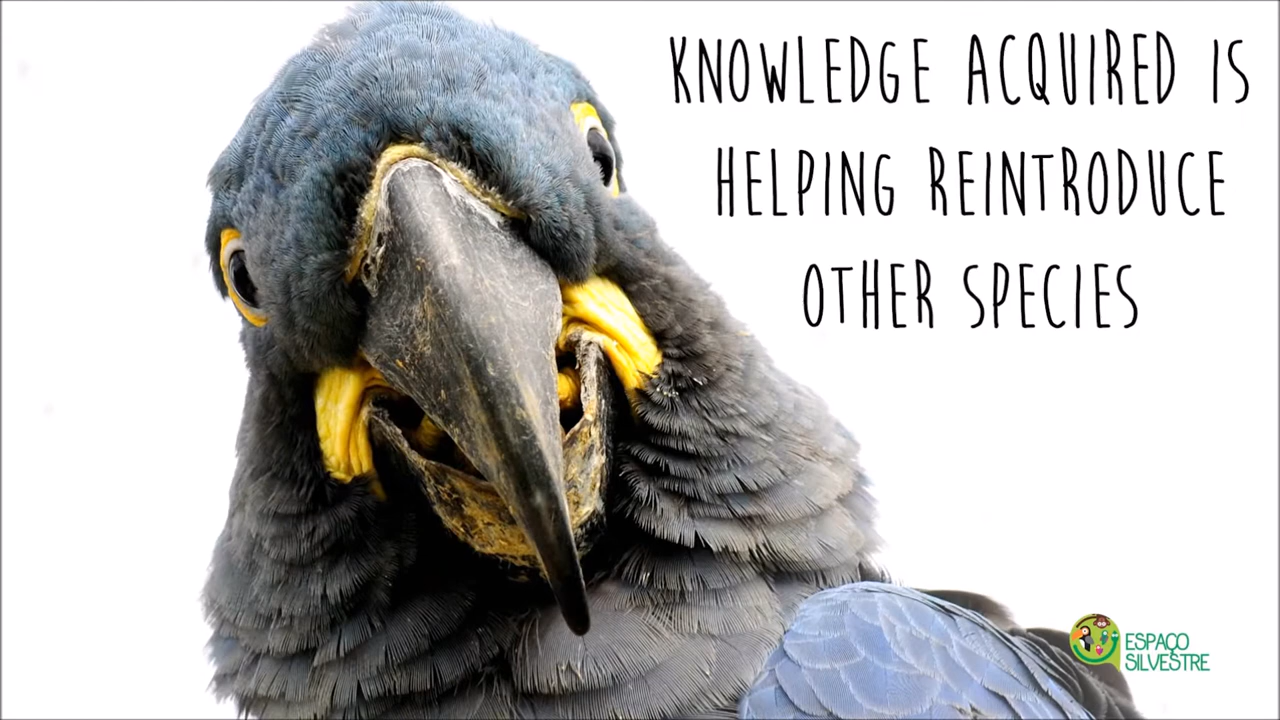 KNOWLEDGE ACQUIRED IS
HELPING REINTRODUCE
OTHER SPECIES
ESPAÇO
SILVESTRE